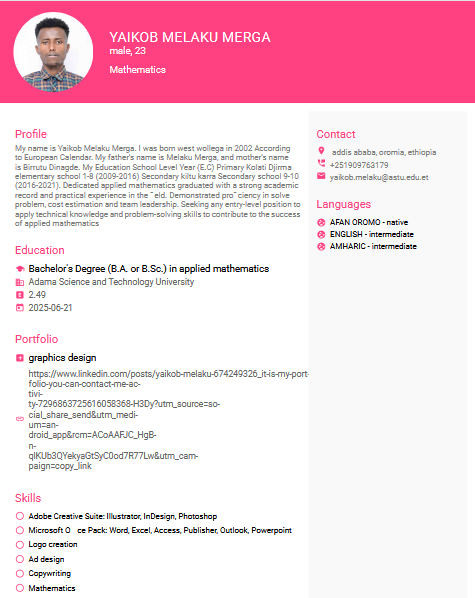 YAIKOB MELAKU MERGA
male, 23
Mathematics
Profile
My name is Yaikob Melaku Merga. I was born west wollega in 2002 According
to European Calendar. My father's name is Melaku Merga, and mother's name
is Birrutu Dinagde. My Education School Level Year (E.C) Primary Kolati Djirma
elementary school 1-8 (2009-2016) Secondary kiltu karra Secondary school 9-10
(2016-2021). Dedicated applied mathematics graduated with a strong academic
record and practical experience in the " eld. Demonstrated pro" ciency in solve
problem, cost estimation and team leadership. Seeking any entry-level position to
apply technical knowledge and problem-solving skills to contribute to the success
of applied mathematics
Education
Bachelor's Degree (B.A. or B.Sc.) in applied mathematics
Adama Science and Technology University
2.49
2025-06-21
Portfolio
graphics design
https://www.linkedin.com/posts/yaikob-melaku-674249326_it-is-my-port-
folio-you-can-contact-me-ac-
tivi-
ty-7296863725616058368-H3Dy?utm_source=so-
cial_share_send&utm_medi-
um=an-
droid_app&rcm=ACoAAFJC_HgB-
n-
qlKUb3QYekyaGtSyC0od7R77Lw&utm_cam-
paign=copy_link
Skills
Adobe Creative Suite: Illustrator, InDesign, Photoshop
Microsoft O ce Pack: Word, Excel, Access, Publisher, Outlook, Powerpoint
Logo creation
Ad design
Copywriting
Mathematics
Contact
addis ababa, oromia, ethiopia
+251909763179
yaikob.melaku@astu.edu.et
Languages
AFAN OROMO - native
ENGLISH - intermediate
AMHARIC - intermediate